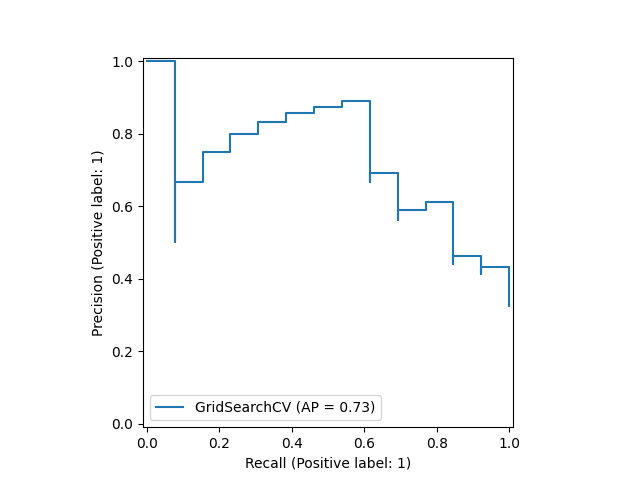 1.0
0.8
0.6
0.4
0.2
0.0
Precision (Positive label: 1)
GridSearchCV (AP = 0.73)
0.0 0.2 0.4 0.6 0.8 1.0
Recall (Positive label: 1)